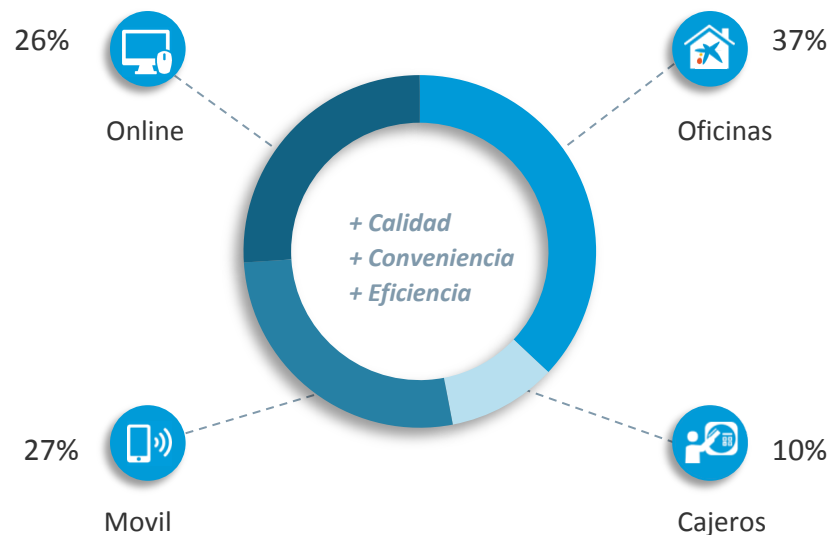 26%
37%
Online
Oficinas
+ Calidad
+ Conveniencia
+ Eficiencia
27%
10%
Movil
Cajeros